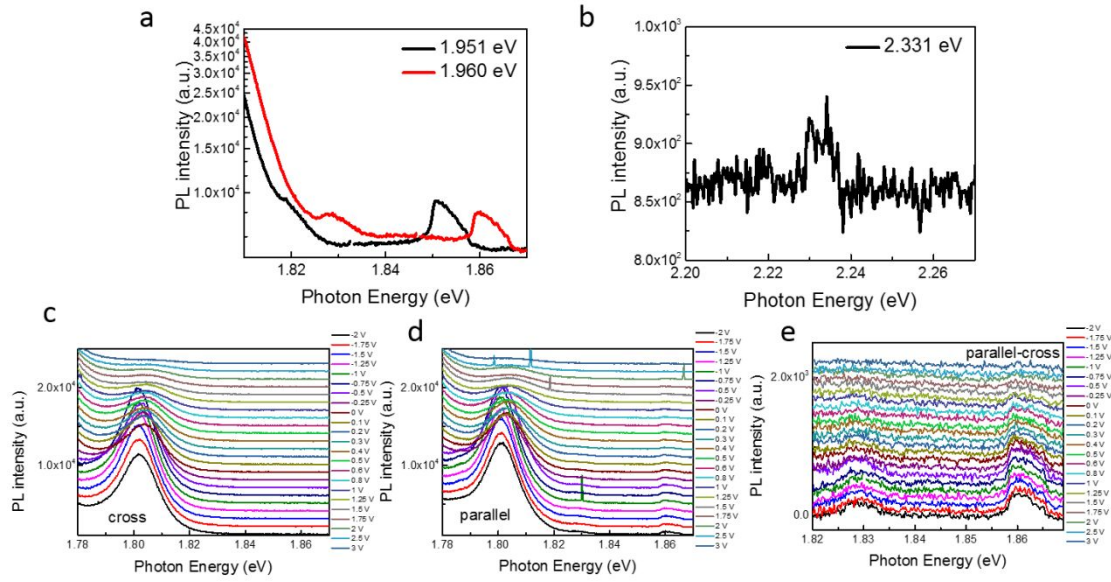 a
PL intensity (a.u.)
4.5x10⁴
4.0x10⁴
3.5x10⁴
3.0x10⁴
2.5x10⁴
2.0x10⁴
1.5x10⁴
1.0x10⁴
1.951 eV
1.960 eV
1.82 1.84 1.86
Photon Energy (eV)
b
PL intensity (a.u.)
1.0x10³
9.5x10²
9.0x10²
8.5x10²
8.0x10²
2.331 eV
2.20 2.22 2.24 2.26
Photon Energy (eV)
c
PL intensity (a.u.)
2.0x10⁴
1.0x10⁴
cross
1.78 1.80 1.82 1.84 1.86
Photon Energy (eV)
-2 V
-1.75 V
-1.5 V
-1.25 V
-1 V
-0.75 V
-0.5 V
-0.25 V
0 V
0.1 V
0.2 V
0.3 V
0.4 V
0.5 V
0.6 V
0.8 V
1 V
1.25 V
1.5 V
1.75 V
2 V
2.5 V
3 V
d
PL intensity (a.u.)
2.0x10⁴
1.0x10⁴
parallel
1.78 1.80 1.82 1.84 1.86
Photon Energy (eV)
-2 V
-1.75 V
-1.5 V
-1.25 V
-1 V
-0.75 V
-0.5 V
-0.25 V
0 V
0.1 V
0.2 V
0.3 V
0.4 V
0.5 V
0.6 V
0.8 V
1 V
1.25 V
1.5 V
1.75 V
2 V
2.5 V
3 V
e
PL intensity (a.u.)
2.0x10³
0.0
parallel-cross
1.82 1.83 1.84 1.85 1.86
Photon Energy (eV)
-2 V
-1.75 V
-1.5 V
-1.25 V
-1 V
-0.75 V
-0.5 V
-0.25 V
0 V
0.1 V
0.2 V
0.3 V
0.4 V
0.5 V
0.6 V
0.8 V
1 V
1.25 V
1.5 V
1.75 V
2 V
2.5 V
3 V